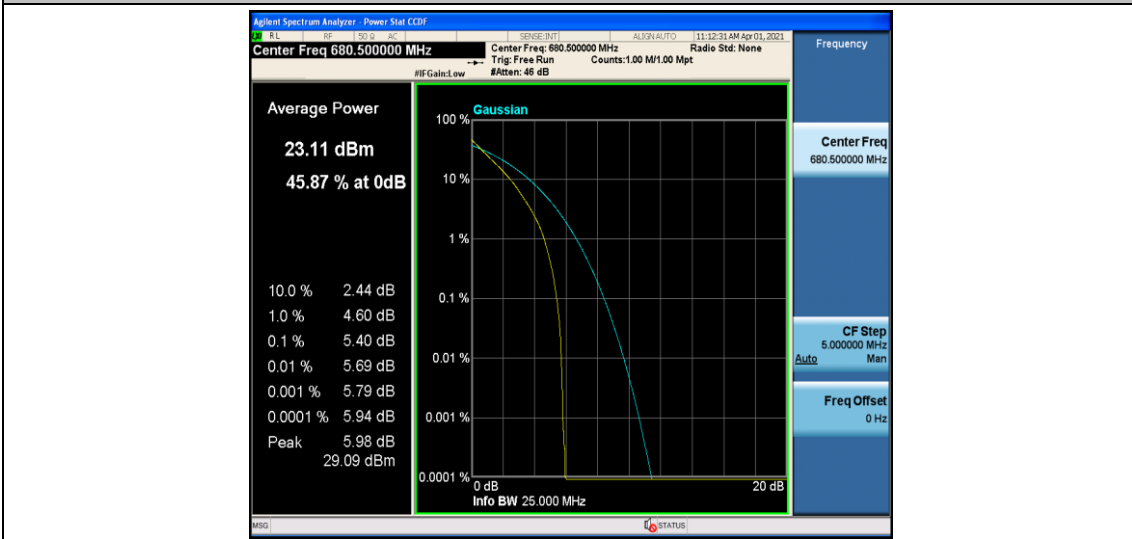 Agilent Spectrum Analyzer - Power Stat CCDF
LXI RL RF 50 Ω AC SENSE:INT ALIGN AUTO 11:12:31 AM Apr 01, 2021
Center Freq 680.500000 MHz
Center Freq: 680.500000 MHz Radio Std: None
Trig: Free Run Counts:1.00 M/1.00 Mpt
#IFGain:Low #Atten: 46 dB
Frequency
Average Power
23.11 dBm
45.87 % at 0dB
10.0 % 2.44 dB
1.0 % 4.60 dB
0.1 % 5.40 dB
0.01 % 5.69 dB
0.001 % 5.79 dB
0.0001 % 5.94 dB
Peak 5.98 dB
29.09 dBm
Gaussian
100 %
10 %
1 %
0.1 %
0.01 %
0.001 %
0.0001 %
0 dB 20 dB
Info BW 25.000 MHz
Center Freq
680.500000 MHz
CF Step
5.000000 MHz
Auto Man
Freq Offset
0 Hz
MSG STATUS